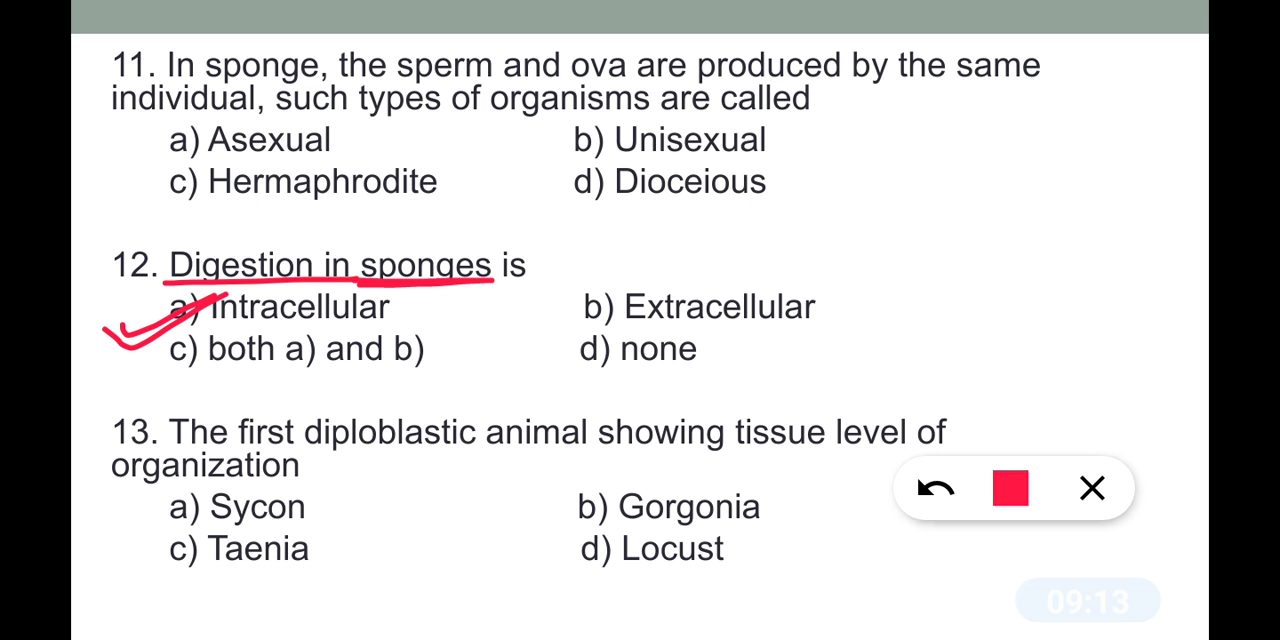 11. In sponge, the sperm and ova are produced by the same
individual, such types of organisms are called
a) Asexual b) Unisexual
c) Hermaphrodite d) Dioceious
12. Digestion in sponges is
a) Intracellular b) Extracellular
c) both a) and b) d) none
13. The first diploblastic animal showing tissue level of
organization
a) Sycon b) Gorgonia
c) Taenia d) Locust
09:13